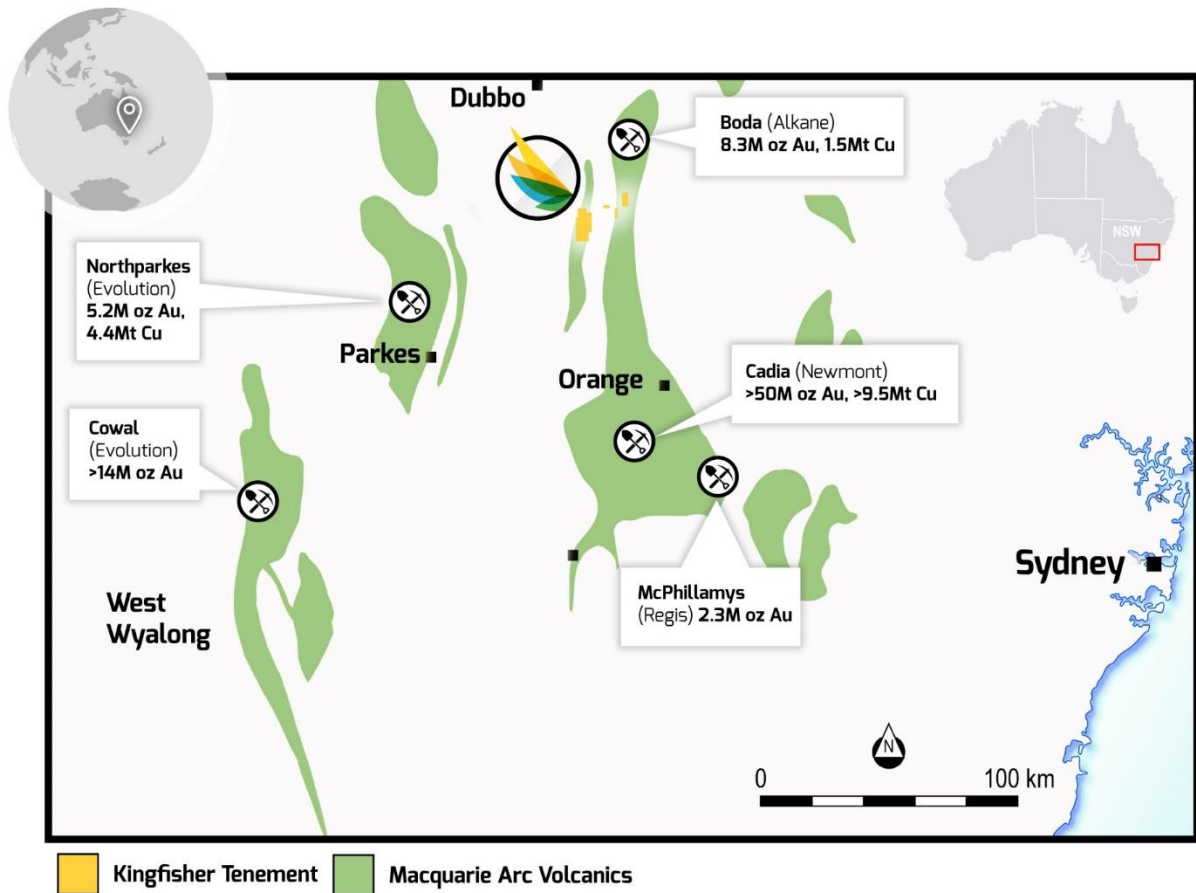 Dubbo
Boda (Alkane)
8.3M oz Au, 1.5Mt Cu
NSW
Northparkes
(Evolution)
5.2M oz Au,
4.4Mt Cu
Parkes
Orange
Cadia (Newmont)
>50M oz Au, >9.5Mt Cu
Cowal
(Evolution)
>14M oz Au
Sydney
McPhillamys
(Regis) 2.3M oz Au
West
Wyalong
N
0
100 km
Kingfisher Tenement
Macquarie Arc Volcanics